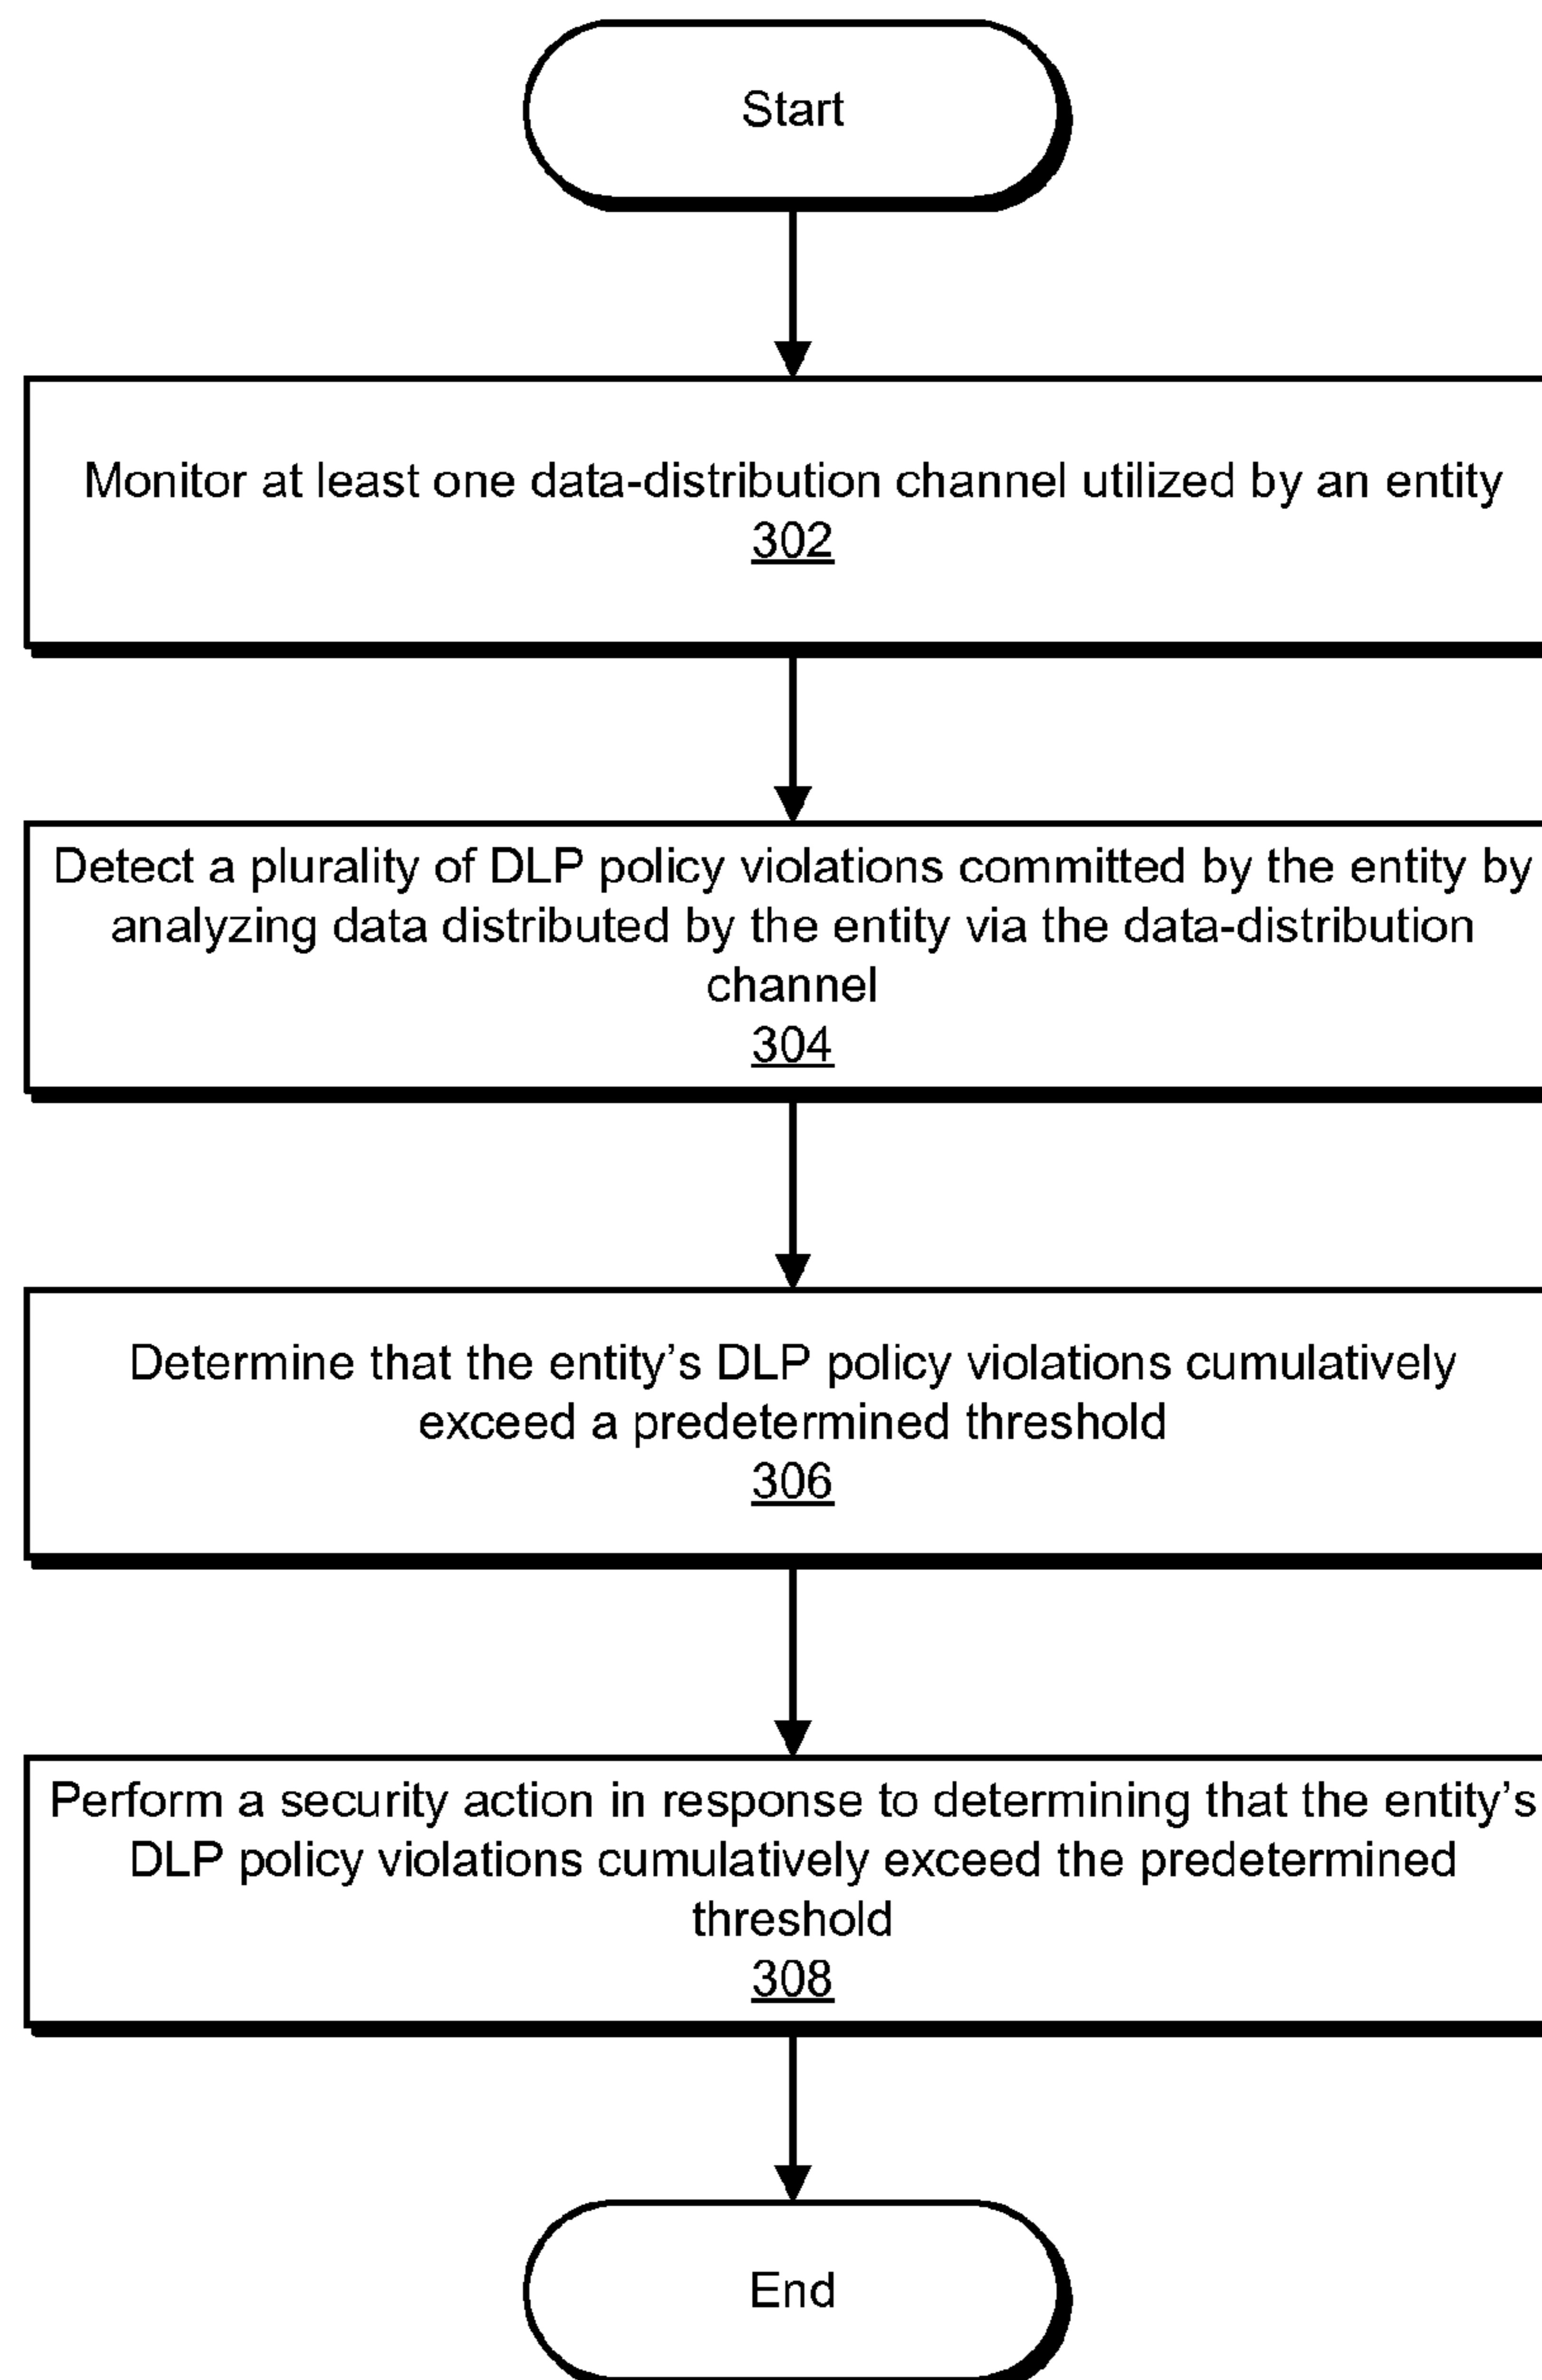 Start
Monitor at least one data-distribution channel utilized by an entity
302
Detect a plurality of DLP policy violations committed by the entity by
analyzing data distributed by the entity via the data-distribution
channel
304
Determine that the entity's DLP policy violations cumulatively
exceed a predetermined threshold
306
Perform a security action in response to determining that the entity's
DLP policy violations cumulatively exceed the predetermined
threshold
308
End